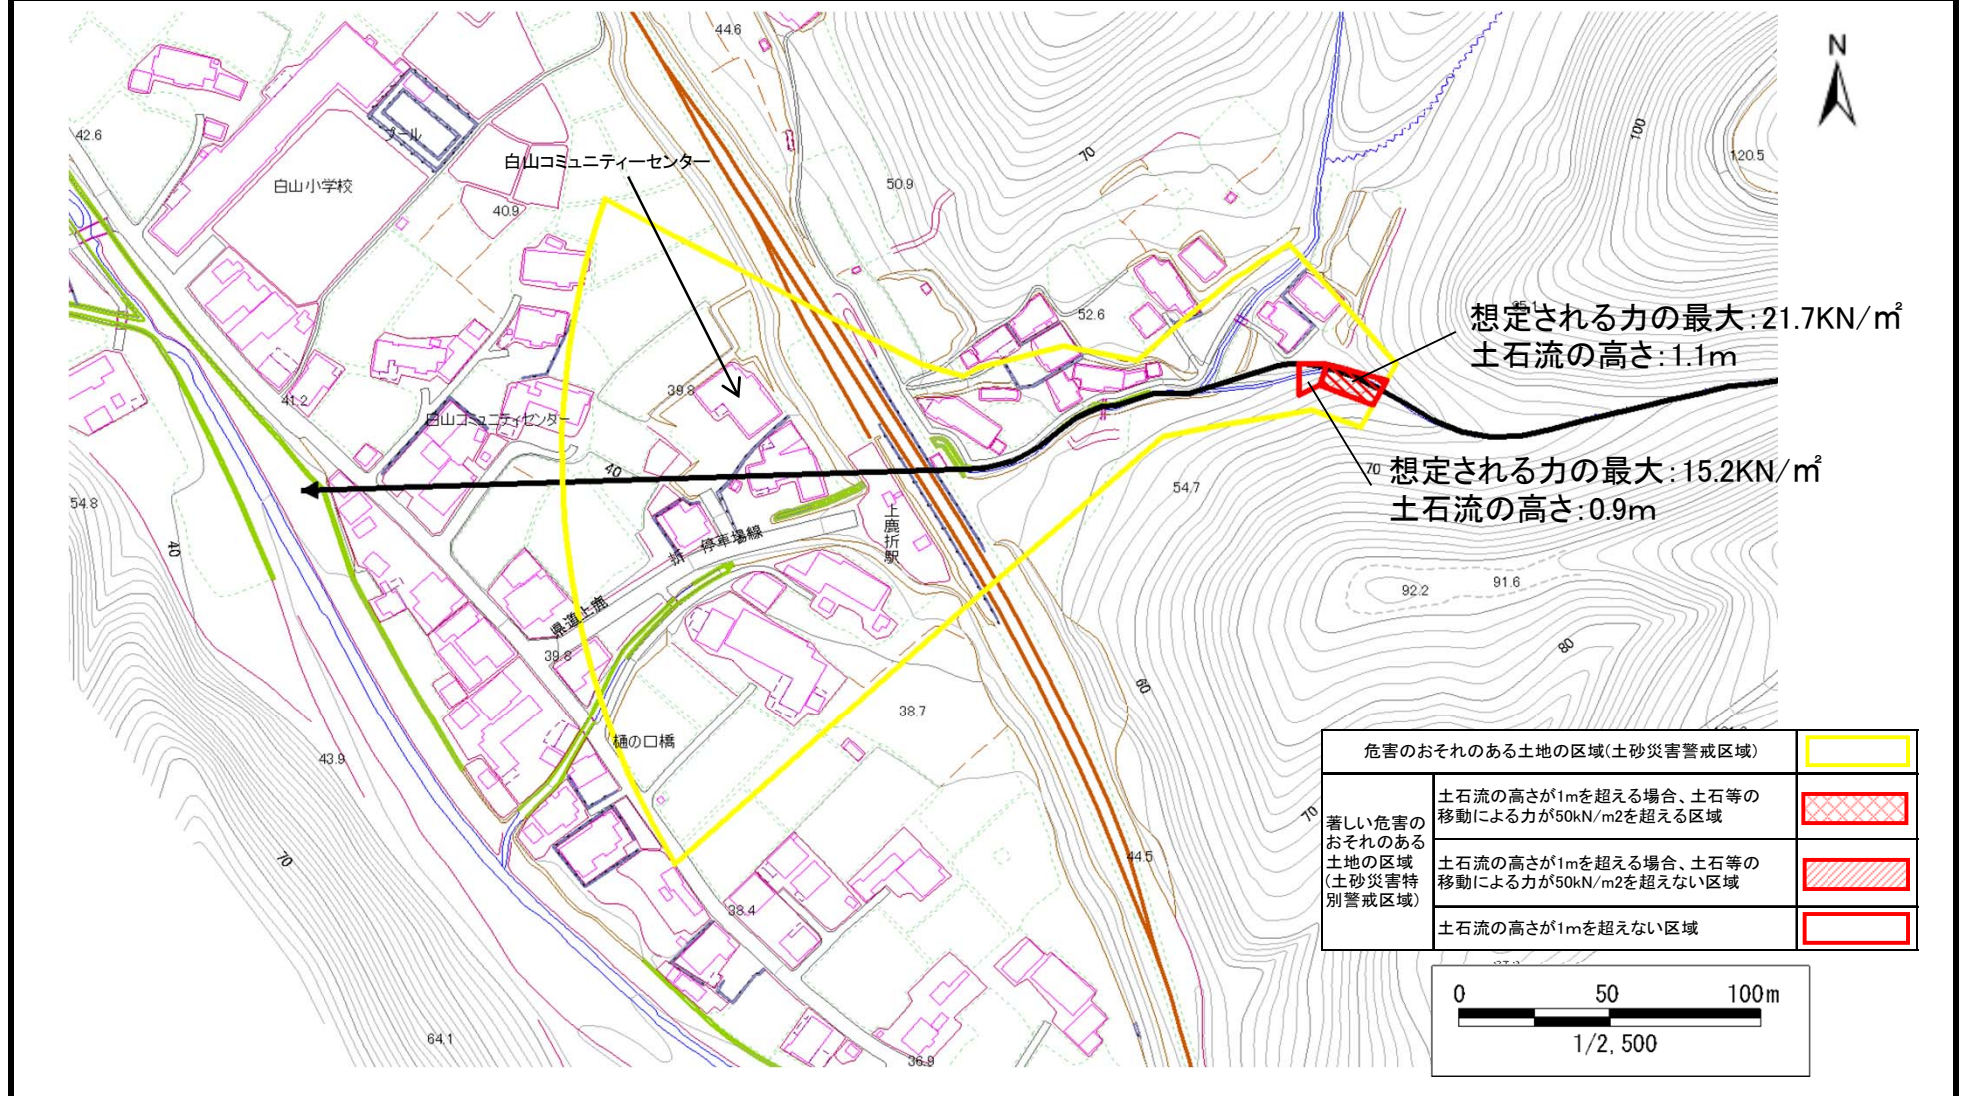 44.6
N
42.6
プール
100
白山コミュニティーセンター
70
120.5
白山小学校
50.9
40.9
52.6
想定される力の最大:21.7KN/㎡
土石流の高さ:1.1m
39.8
41.2
白山コミュニティセンター
40
70
想定される力の最大:15.2KN/㎡
土石流の高さ:0.9m
54.8
54.7
上鹿折駅
40
折 停車場線
92.2
91.6
県道上鹿
39.8
80
60
38.7
樋の口橋
43.9
危害のおそれのある土地の区域(土砂災害警戒区域)
著しい危害の
おそれのある
土地の区域
(土砂災害特
別警戒区域)
土石流の高さが1mを超える場合、土石等の
移動による力が50kN/m2を超える区域
土石流の高さが1mを超える場合、土石等の
移動による力が50kN/m2を超えない区域
土石流の高さが1mを超えない区域
70
70
44.5
38.4
64.1
36.9
0 50 100m
1/2,500